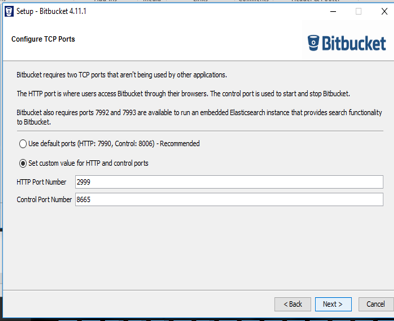 Setup - Bitbucket 4.11.1
Configure TCP Ports
Bitbucket
Bitbucket requires two TCP ports that aren't being used by other applications.
The HTTP port is where users access Bitbucket through their browsers. The control port is used to start and stop Bitbucket.
Bitbucket also requires ports 7992 and 7993 are available to run an embedded Elasticsearch instance that provides search functionality
to Bitbucket.
Use default ports (HTTP: 7990, Control: 8006) - Recommended
Set custom value for HTTP and control ports
HTTP Port Number 2999
Control Port Number 8665
< Back Next > Cancel